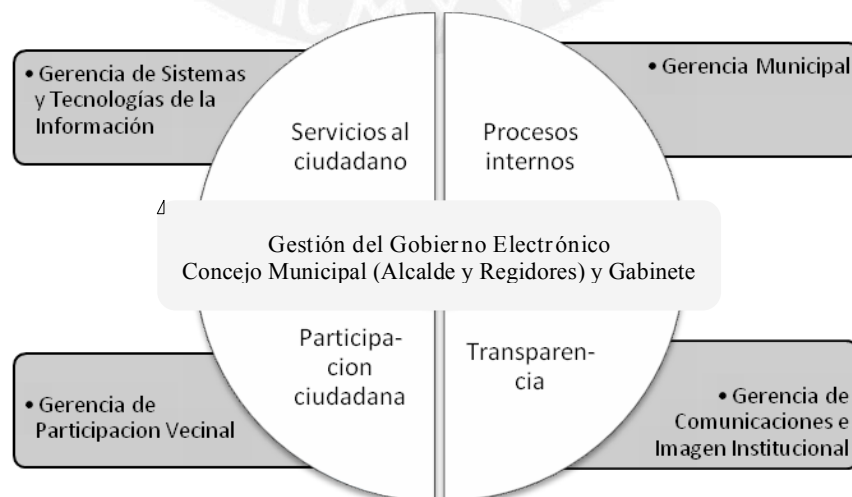 • Gerencia de Sistemas
y Tecnologías de la
Información
Servicios al
ciudadano
Procesos
internos
• Gerencia Municipal
Gestión del Gobierno Electrónico
Concejo Municipal (Alcalde y Regidores) y Gabinete
• Gerencia de
Participacion Vecinal
Participa-
cion
ciudadana
Transparen-
cia
• Gerencia de
Comunicaciones e
Imagen Institucional